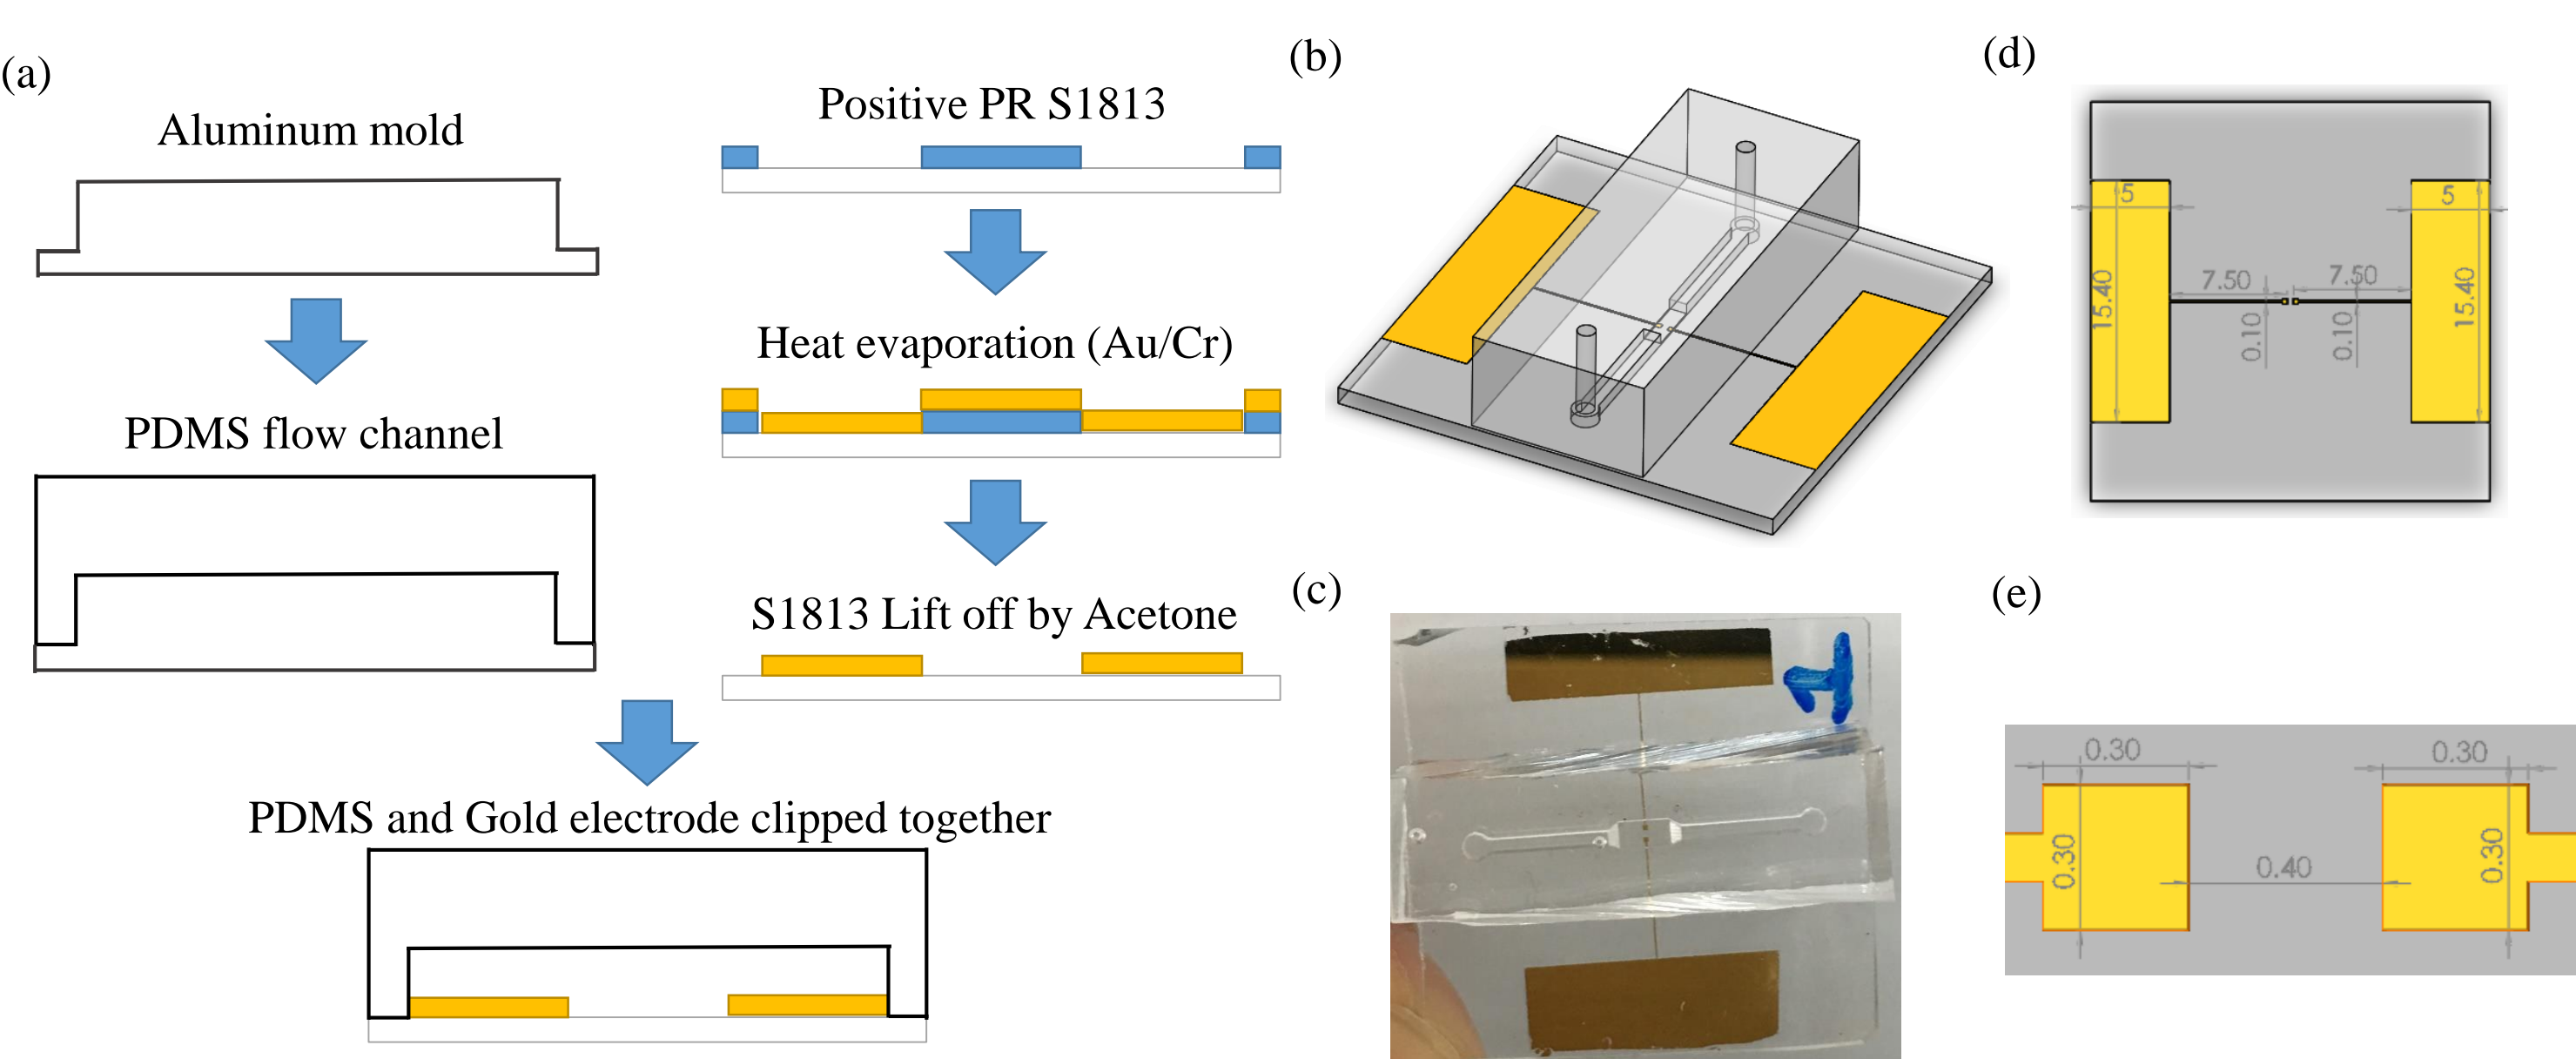 (a)
Aluminum mold
PDMS flow channel
Positive PR S1813
Heat evaporation (Au/Cr)
S1813 Lift off by Acetone
PDMS and Gold electrode clipped together
(b)
(c)
(d)
5
5
15.40
7.50
7.50
15.40
0.10
0.10
(e)
0.30
0.30
0.30
0.40
0.30